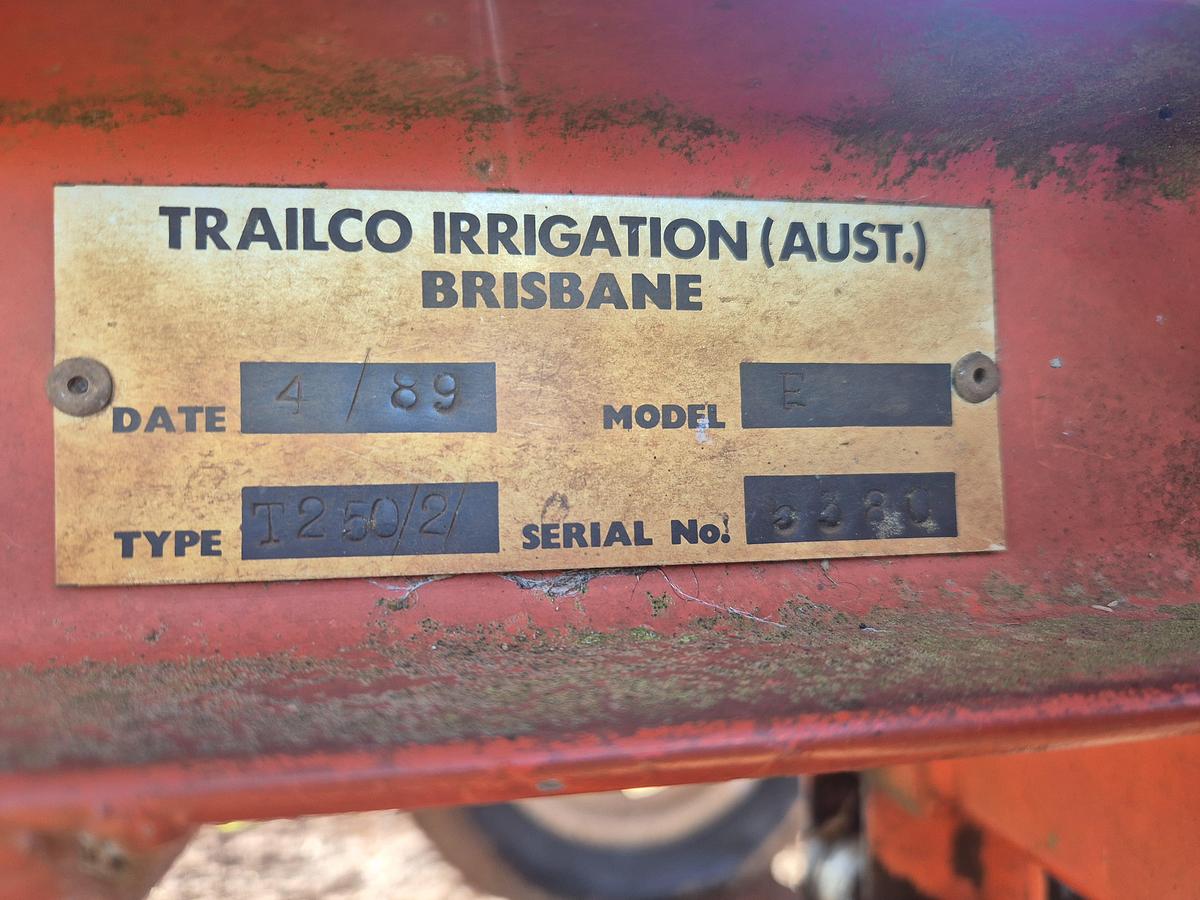 TRAILCO IRRIGATION (AUST.)
BRISBANE
DATE 4 / 89 MODEL E
TYPE T250/2/ SERIAL No: